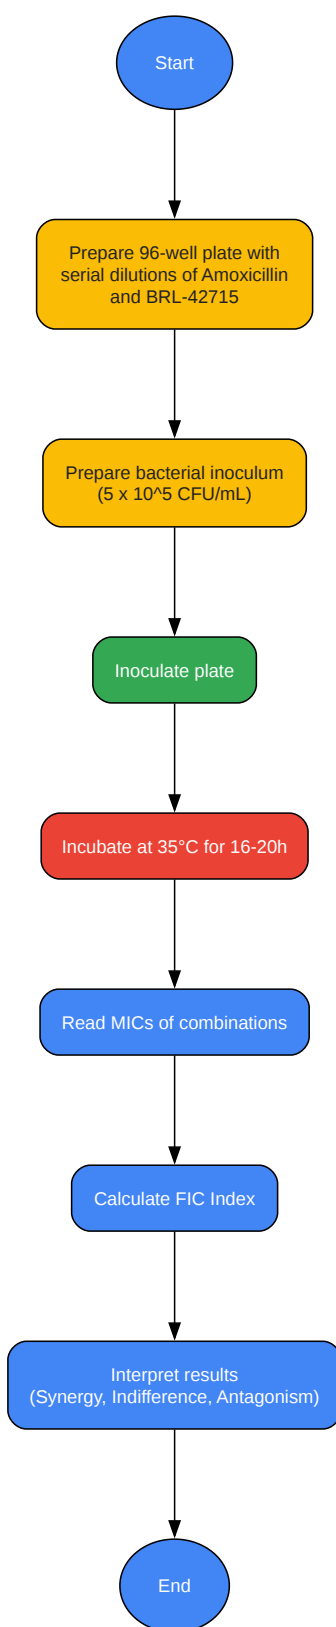 Start
Prepare 96-well plate with
serial dilutions of Amoxicillin
and BRL-42715
Prepare bacterial inoculum
(5 x 10^5 CFU/mL)
Inoculate plate
Incubate at 35°C for 16-20h
Read MICs of combinations
Calculate FIC Index
Interpret results
(Synergy, Indifference, Antagonism)
End